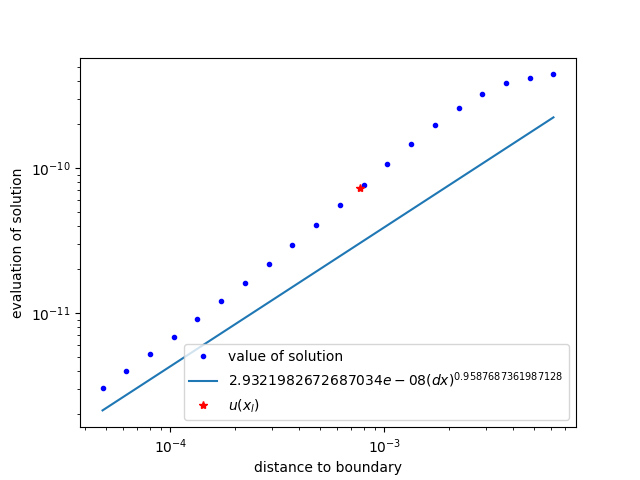 evaluation of solution
10^{-10}
10^{-11}
value of solution
2.9321982672687034e − 08(dx)^{0.9587687361987128}
u(x_l)
10^{-4} 10^{-3}
distance to boundary